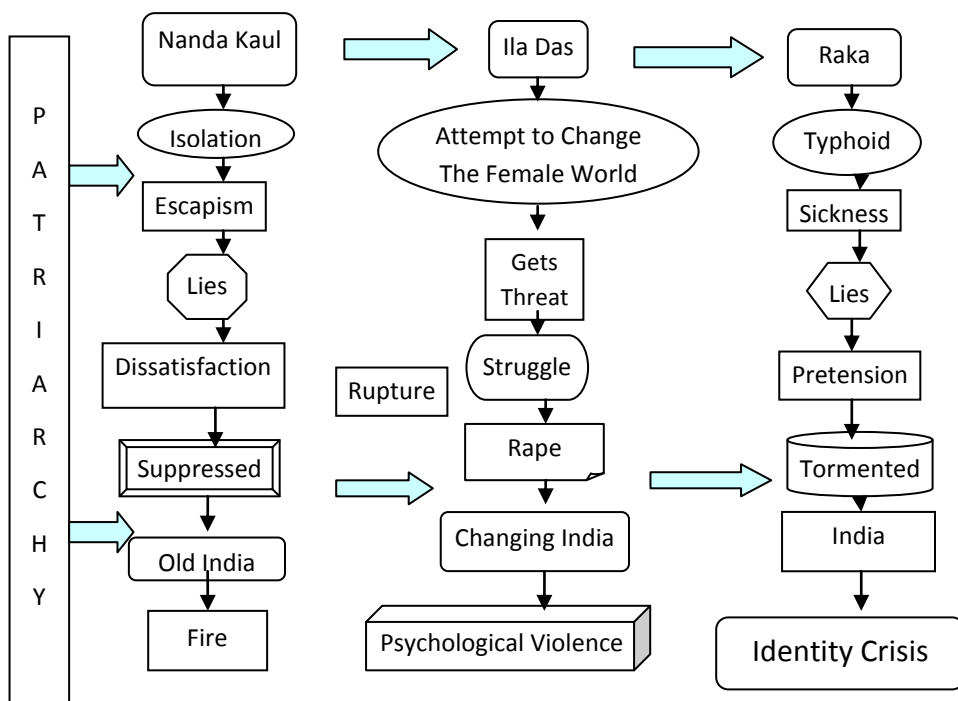 PATRIARCHY
Nanda Kaul
Isolation
Escapism
Lies
Dissatisfaction
Suppressed
Old India
Fire
Rupture
Ila Das
Attempt to Change
The Female World
Gets
Threat
Struggle
Rape
Changing India
Psychological Violence
Raka
Typhoid
Sickness
Lies
Pretension
Tormented
India
Identity Crisis